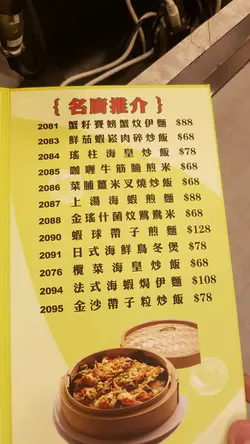 { 名廚推介 }
2081 蟹籽賽螃蟹炆伊麵 $88
2083 鮮茄蝦崧肉碎炒飯 $68
2084 瑤柱海皇炒飯 $78
2085 咖喱牛筋腩煎米 $68
2086 菜脯薑米叉燒炒飯 $68
2087 上湯海蝦煎麵 $88
2088 金瑤什菌炆鴛鴦米 $68
2090 蝦球帶子煎麵 $128
2091 日式海鮮烏冬煲 $78
2076 欖菜海皇炒飯 $68
2094 法式海蝦焗伊麵 $108
2095 金沙帶子粒炒飯 $78